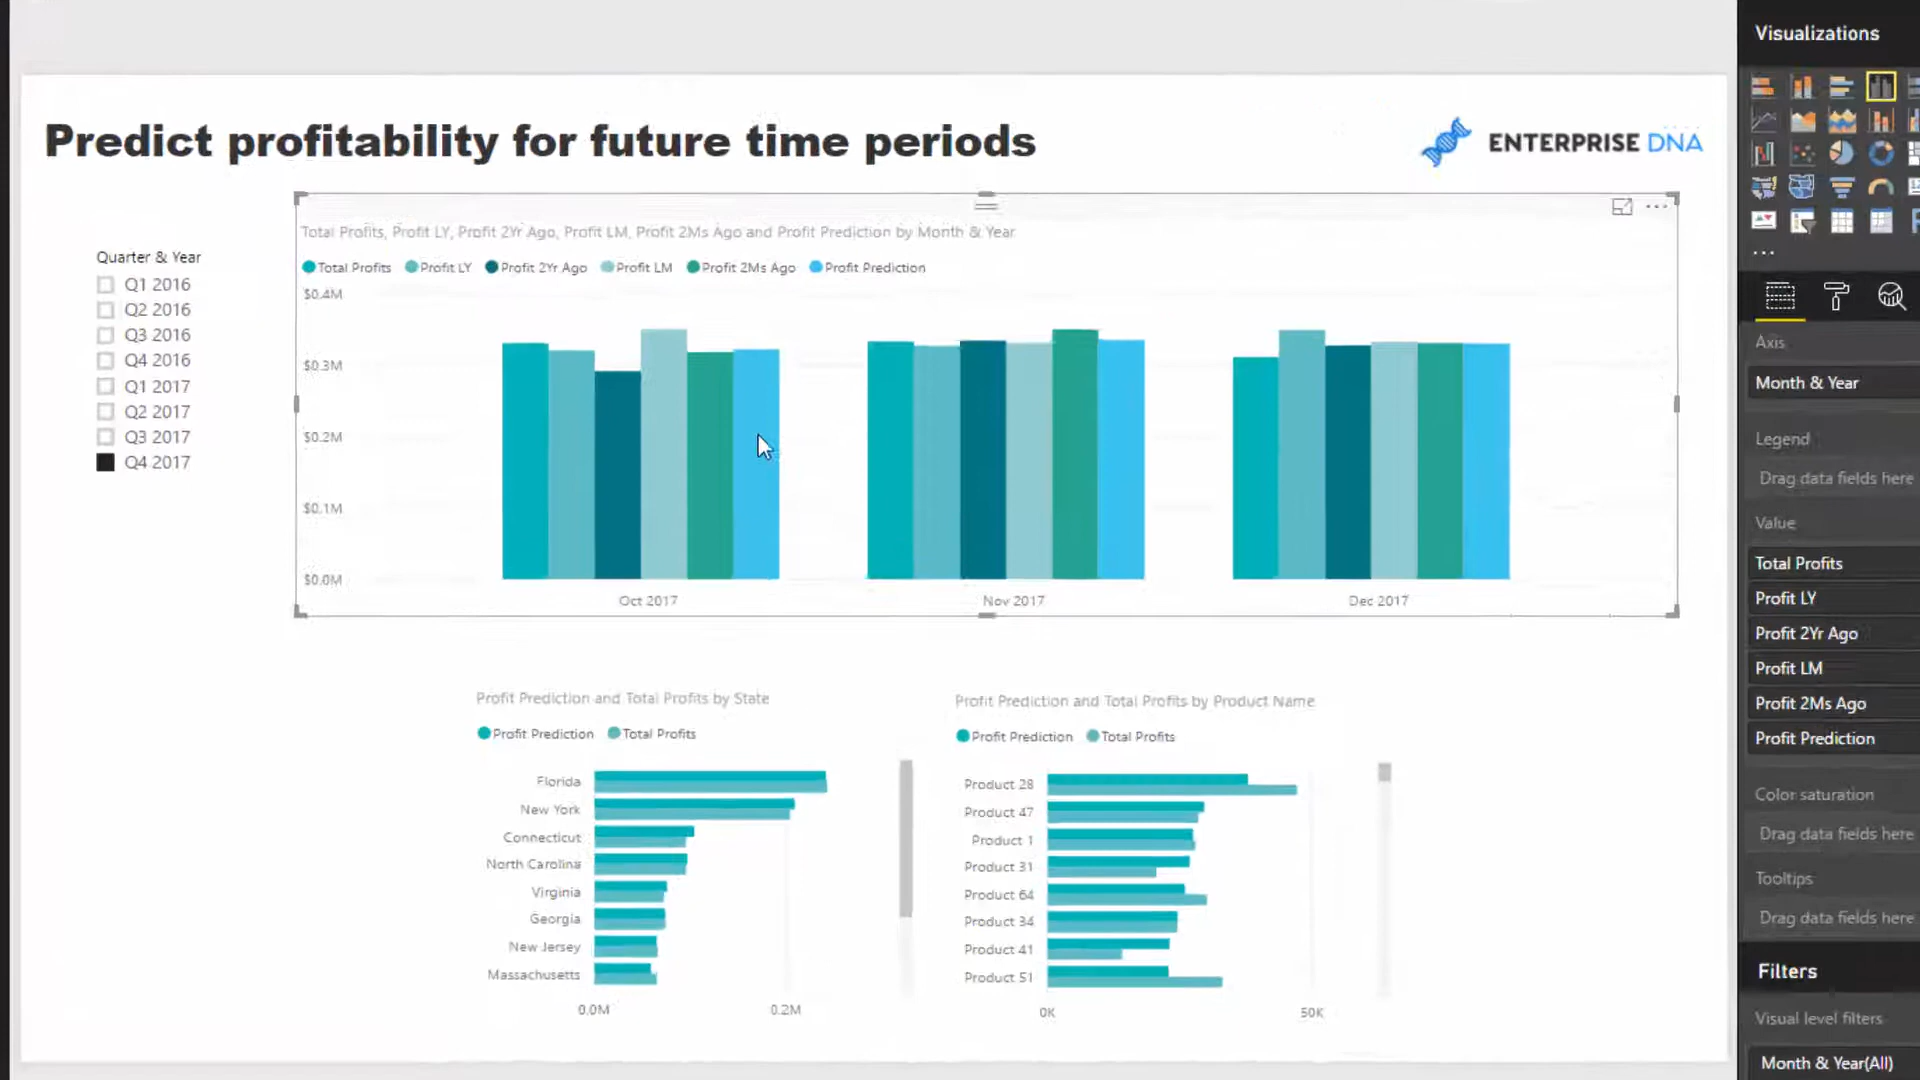 Visualizations
Predict profitability for future time periods
ENTERPRISE DNA
Total Profits, Profit LY, Profit 2Yr Ago, Profit LM, Profit 2Ms Ago and Profit Prediction by Month & Year
Total Profits Profit LY Profit 2Yr Ago Profit LM Profit 2Ms Ago Profit Prediction
$0.4M
$0.3M
$0.2M
$0.1M
$0.0M
Oct 2017 Nov 2017 Dec 2017
Quarter & Year
Q1 2016
Q2 2016
Q3 2016
Q4 2016
Q1 2017
Q2 2017
Q3 2017
Q4 2017
Profit Prediction and Total Profits by State
Profit Prediction Total Profits
Florida
New York
Connecticut
North Carolina
Virginia
Georgia
New Jersey
Massachusetts
0.0M 0.2M
Profit Prediction and Total Profits by Product Name
Profit Prediction Total Profits
Product 28
Product 47
Product 1
Product 31
Product 64
Product 34
Product 41
Product 51
0K 50K
Axis
Month & Year
Legend
Drag data fields here
Value
Total Profits
Profit LY
Profit 2Yr Ago
Profit LM
Profit 2Ms Ago
Profit Prediction
Color saturation
Drag data fields here
Tooltips
Drag data fields here
Filters
Visual level filters
Month & Year(All)